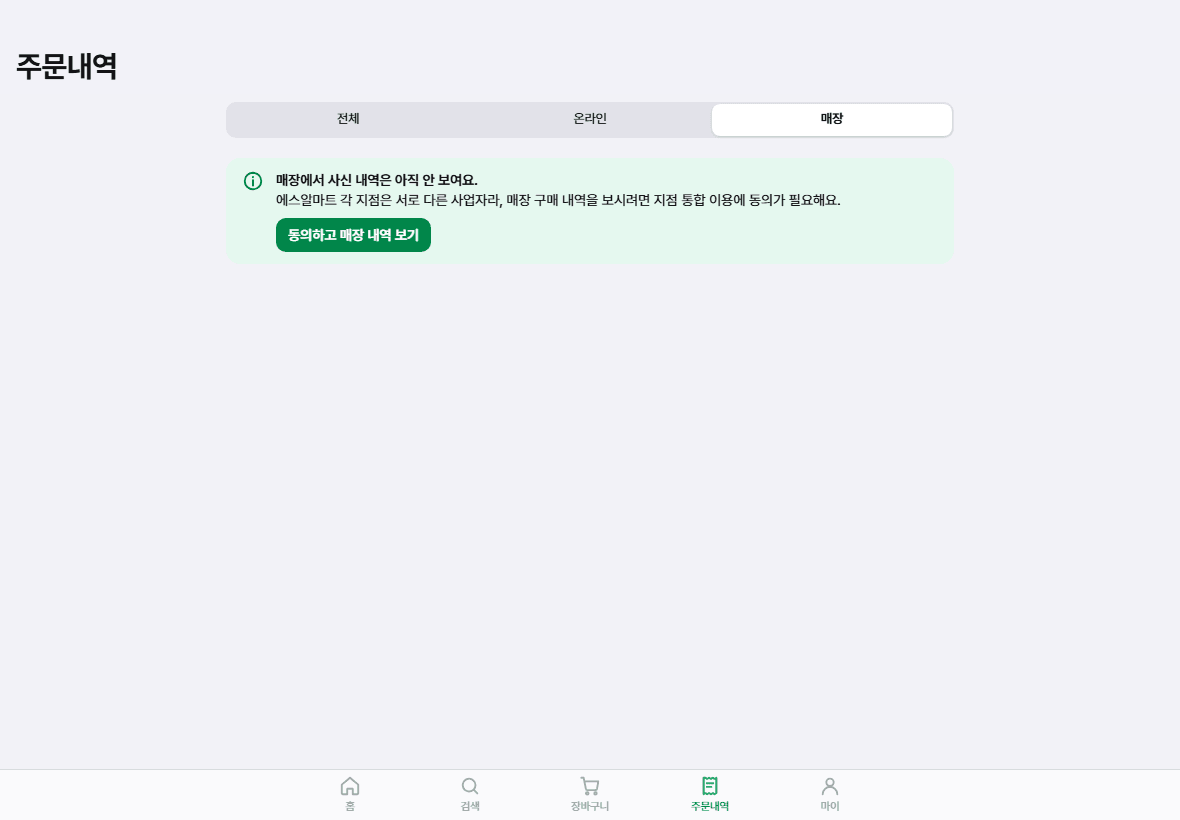 주문내역
전체
온라인
매장
매장에서 사신 내역은 아직 안 보여요.
에스알마트 각 지점은 서로 다른 사업자라, 매장 구매 내역을 보시려면 지점 통합 이용에 동의가 필요해요.
동의하고 매장 내역 보기
홈
검색
장바구니
주문내역
마이